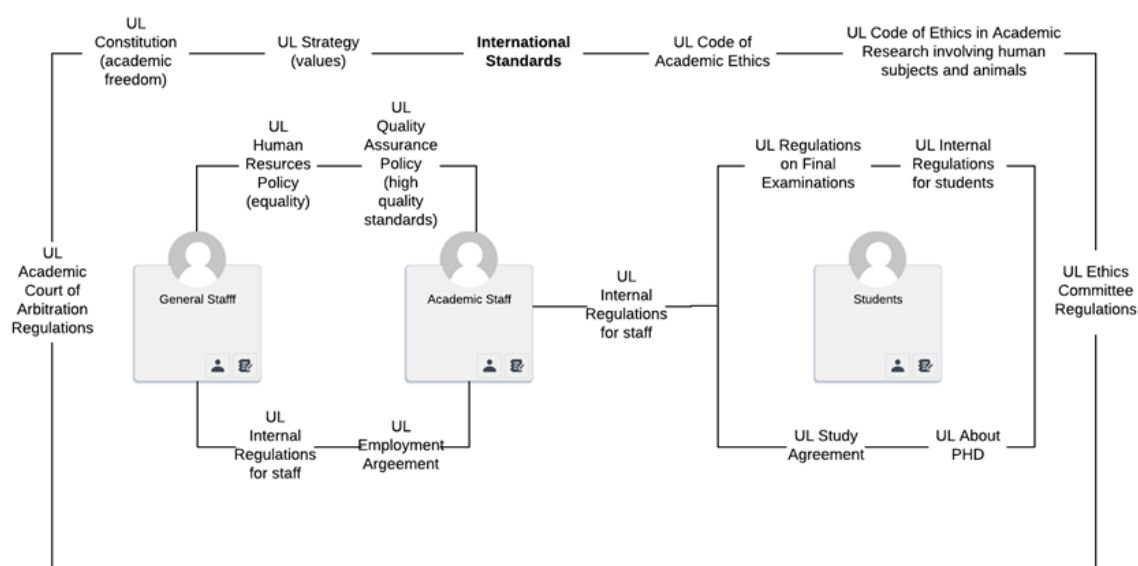 UL
Constitution
(academic
freedom)
UL Strategy
(values)
International
Standards
UL Code of
Academic Ethics
UL Code of Ethics in Academic
Research involving human
subjects and animals
UL
Human
Resurces
Policy
(equality)
UL
Quality
Assurance
Policy
(high
quality
standards)
UL Regulations
on Final
Examinations
UL Internal
Regulations
for students
UL
Academic
Court of
Arbitration
Regulations
General Stafff
Academic Staff
UL
Internal
Regulations
for staff
Students
UL Ethics
Committee
Regulations
UL
Internal
Regulations
for staff
UL
Employment
Argeement
UL Study
Agreement
UL About
PHD